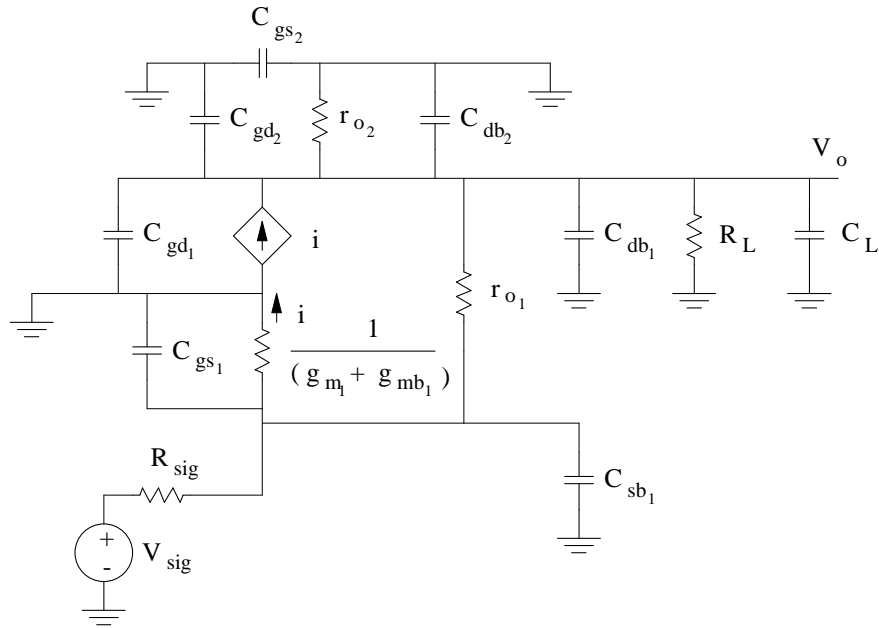 C gs2
C gd2
r o2
C db2
V o
C gd1
i
C db1
R L
C L
i
r o1
C gs1
1
( g m1 + g mb1 )
R sig
C sb1
+
-
V sig